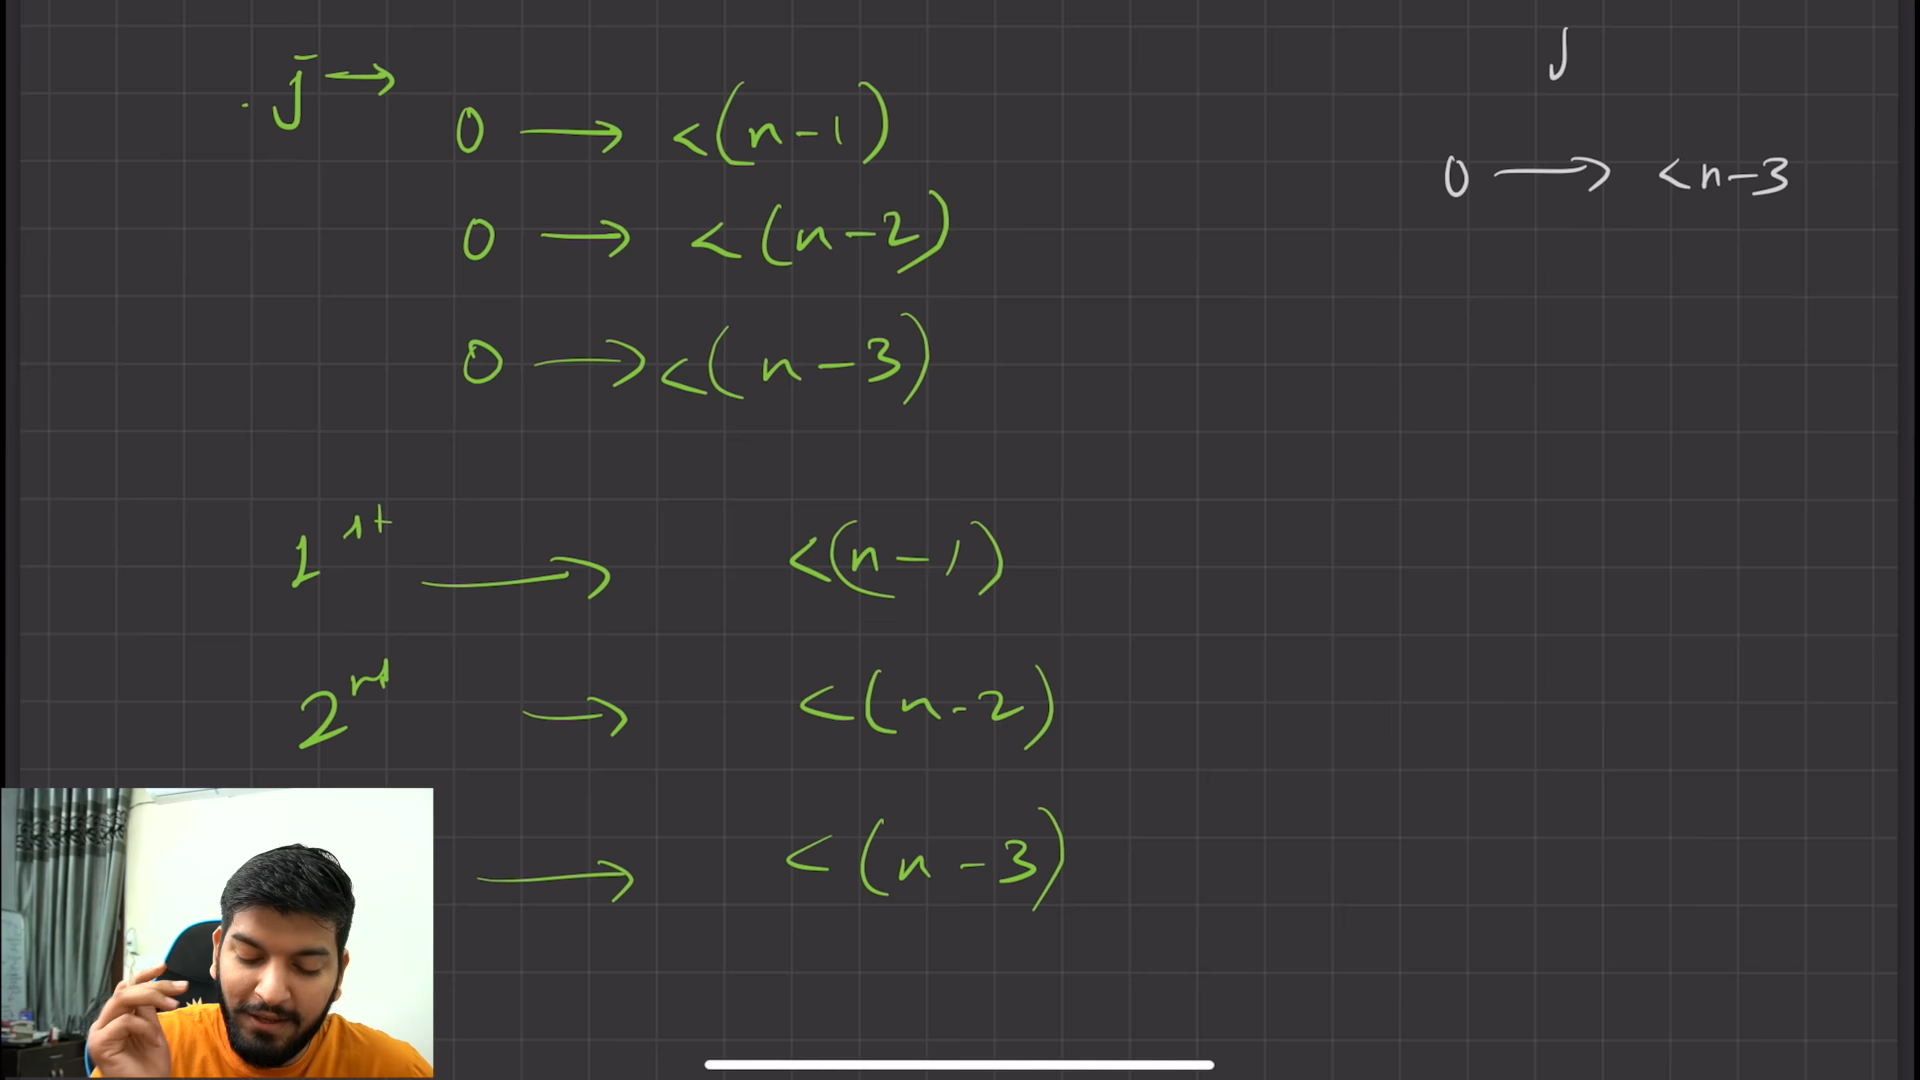 j →
0 → <(n-1)
0 → <(n-2)
0 → <(n-3)
1st → <(n-1)
2nd → <(n-2)
→ <(n-3)
j
0 → <n-3